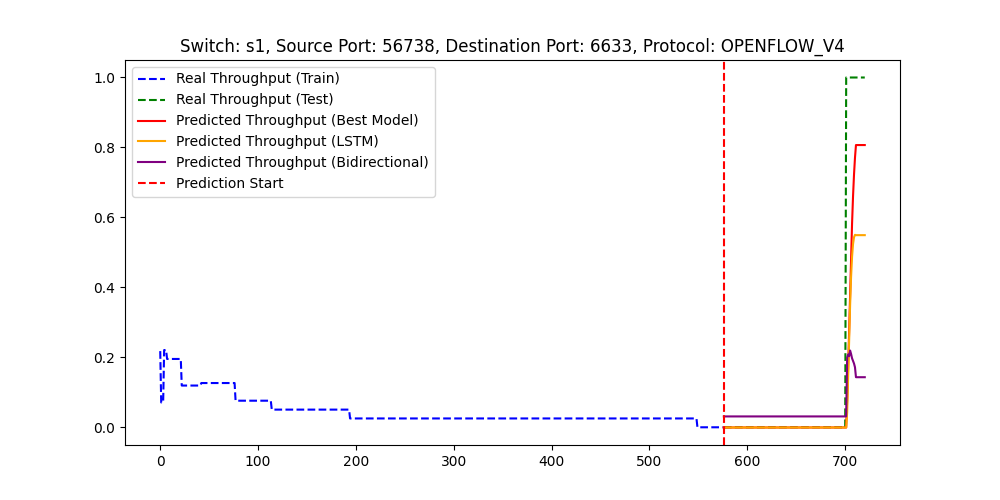 Switch: s1, Source Port: 56738, Destination Port: 6633, Protocol: OPENFLOW_V4
Real Throughput (Train)
Real Throughput (Test)
Predicted Throughput (Best Model)
Predicted Throughput (LSTM)
Predicted Throughput (Bidirectional)
Prediction Start
1.0
0.8
0.6
0.4
0.2
0.0
0 100 200 300 400 500 600 700